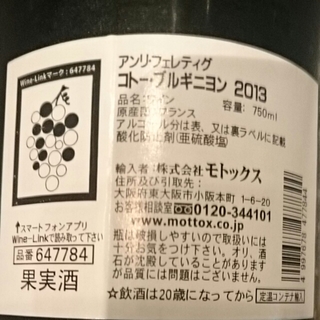 Wine-Linkマーク:647784
↑スマートフォンアプリ
Wine-Linkで読み取って下さい
品番 647784
果実酒
アンリ・フェレティグ
コトー・ブルギニヨン 2013
品名:ワイン 容量: 750ml
原産国:フランス
アルコール分は表、又は裏ラベルに記載
酸化防止剤(亜硫酸塩)
輸入者:株式会社 モトックス
住所及び引取先:
大阪府東大阪市小阪本町 1-6-20
お客様相談室 0120-344101
www.mottox.co.jp
瓶は破損しやすいので取扱いには
十分お気をつけ下さい。オリ、酒
石が沈殿していることがありますが
品質には問題はございません。
☆飲酒は20歳になってから
定温コンテナ輸入